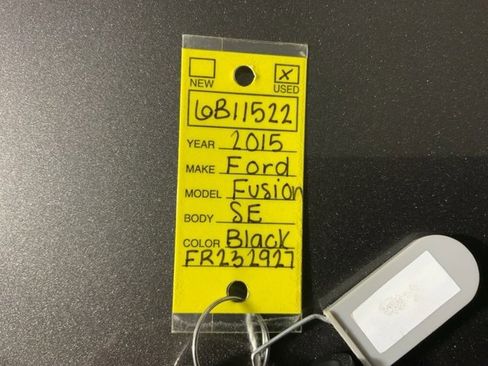 NEW USED
6B11522
YEAR 2015
MAKE Ford
MODEL Fusion
BODY SE
COLOR Black
FR232927